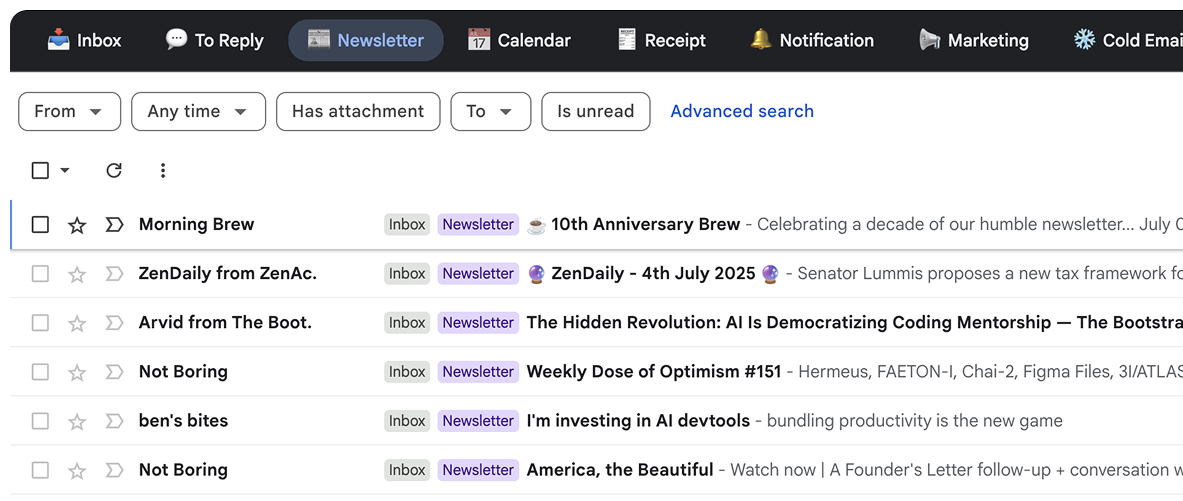 Inbox To Reply Newsletter Calendar Receipt Notification Marketing Cold Emai
17
From Any time Has attachment To Is unread Advanced search
Morning Brew Inbox Newsletter ☕ 10th Anniversary Brew - Celebrating a decade of our humble newsletter... July 0
ZenDaily from ZenAc. Inbox Newsletter 🔮 ZenDaily - 4th July 2025 🔮 - Senator Lummis proposes a new tax framework fo
Arvid from The Boot. Inbox Newsletter The Hidden Revolution: AI Is Democratizing Coding Mentorship — The Bootstra
Not Boring Inbox Newsletter Weekly Dose of Optimism #151 - Hermeus, FAETON-I, Chai-2, Figma Files, 3I/ATLAS
ben's bites Inbox Newsletter I'm investing in AI devtools - bundling productivity is the new game
Not Boring Inbox Newsletter America, the Beautiful - Watch now | A Founder's Letter follow-up + conversation w